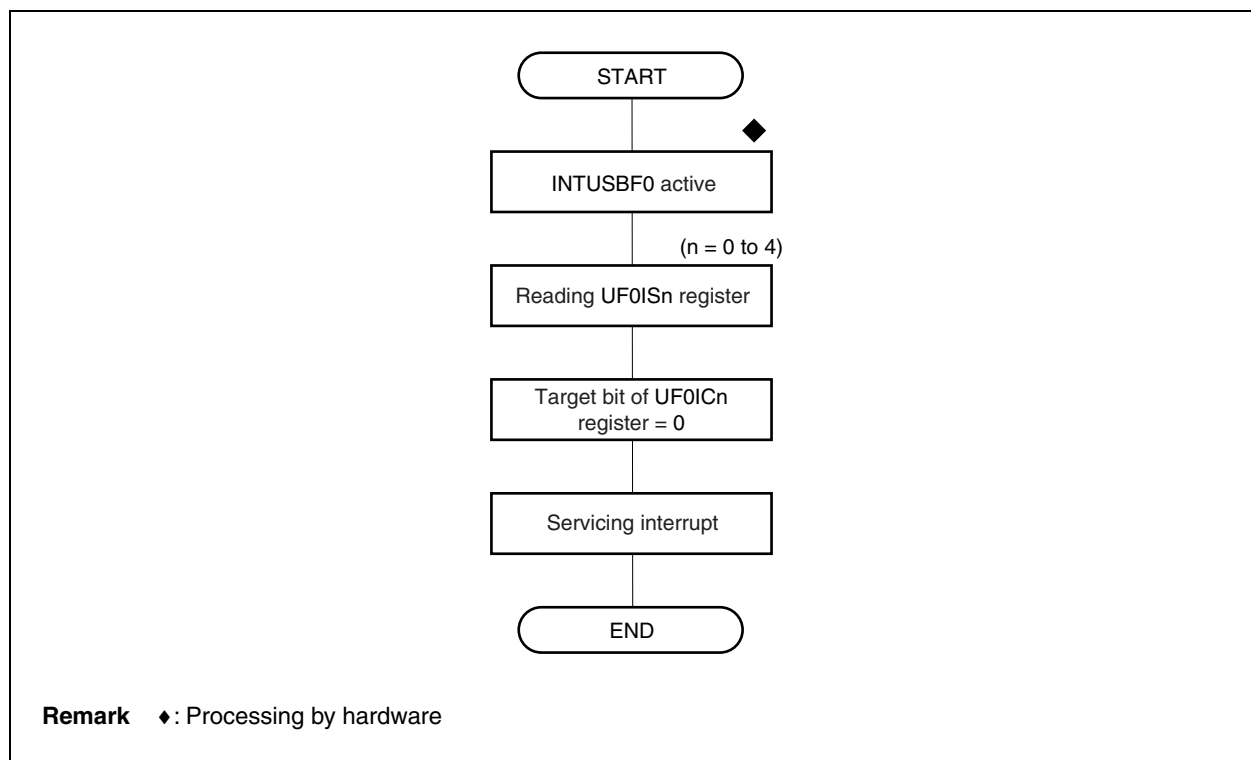 START
◆
INTUSBF0 active
(n = 0 to 4)
Reading UF0ISn register
Target bit of UF0ICn
register = 0
Servicing interrupt
END
Remark ♦: Processing by hardware